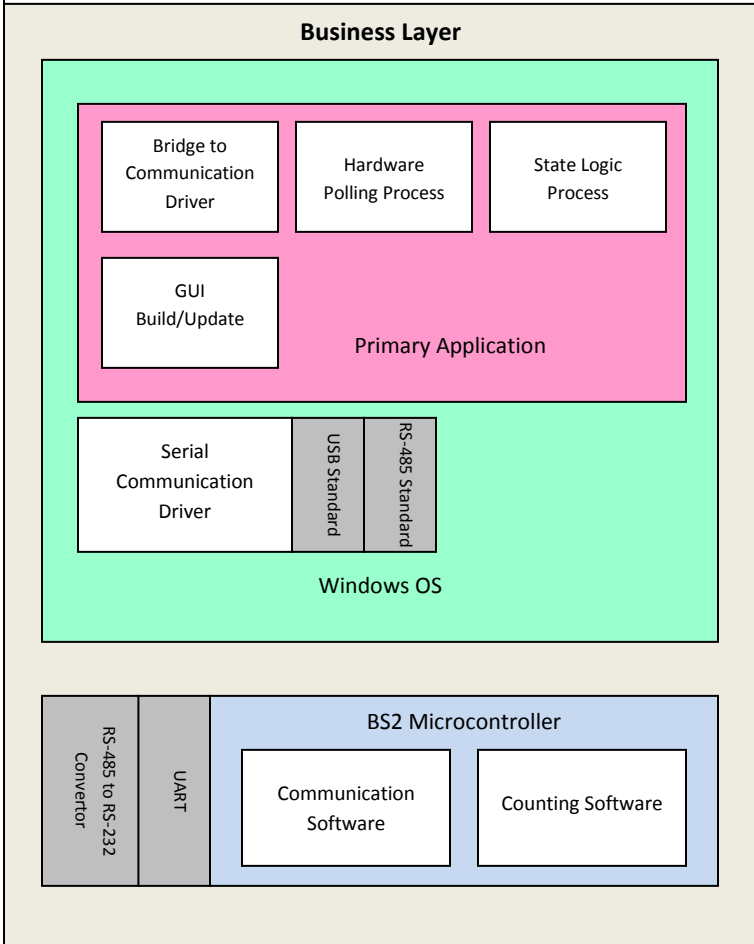 Business Layer
Bridge to
Communication
Driver
Hardware
Polling Process
State Logic
Process
GUI
Build/Update
Primary Application
Serial
Communication
Driver
USB Standard
RS-485 Standard
Windows OS
RS-485 to RS-232
Convertor
UART
BS2 Microcontroller
Communication
Software
Counting Software